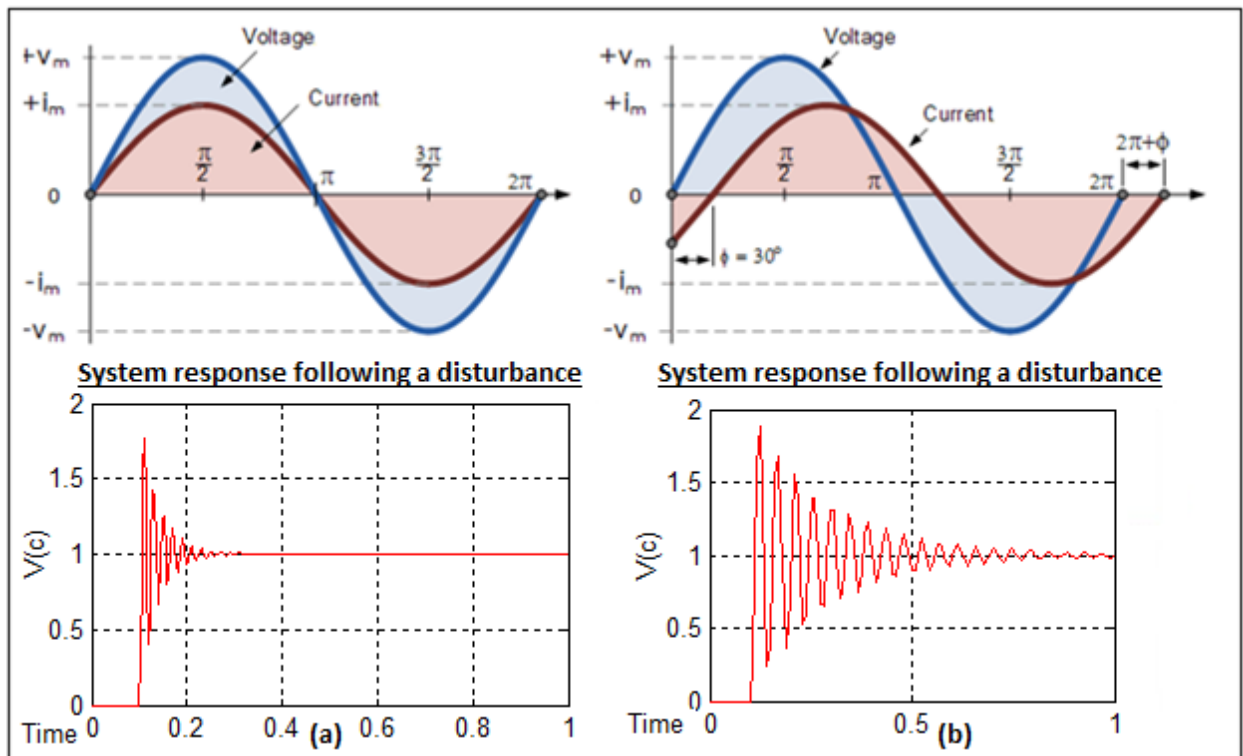 Voltage
+vm
+im
Current
π/2
3π/2
π
2π
0
-im
-vm
Voltage
+vm
+im
Current
2π+ϕ
π/2
3π/2
π
2π
0
ϕ = 30°
-im
-vm
System response following a disturbance
2
1.5
1
0.5
0
V(c)
Time 0 0.2 0.4 0.6 0.8 1
(a)
System response following a disturbance
2
1.5
1
0.5
0
V(c)
Time 0 0.5 1
(b)